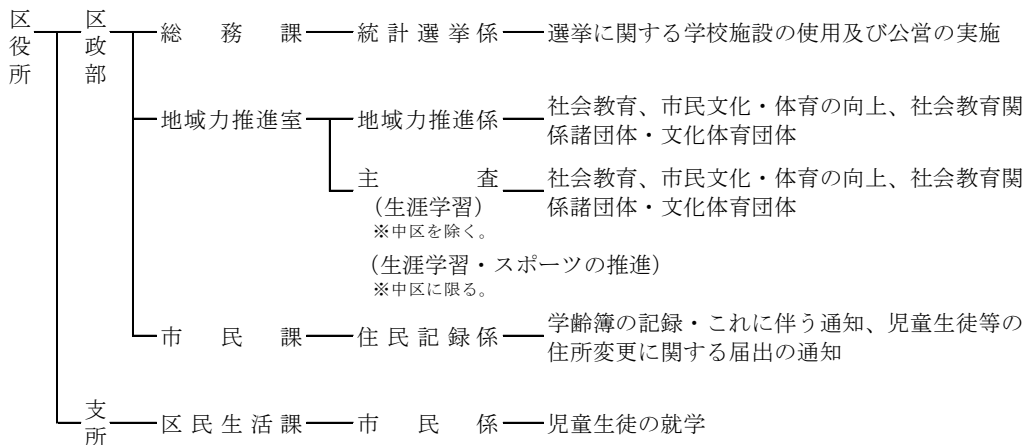 区役所
区政部
総務課
統計選挙係
選挙に関する学校施設の使用及び公営の実施
地域力推進室
地域力推進係
社会教育、市民文化・体育の向上、社会教育関
係諸団体・文化体育団体
主査
(生涯学習)
※中区を除く。
(生涯学習・スポーツの推進)
※中区に限る。
社会教育、市民文化・体育の向上、社会教育関
係諸団体・文化体育団体
市民課
住民記録係
学齢簿の記録・これに伴う通知、児童生徒等の
住所変更に関する届出の通知
支所
区民生活課
市民係
児童生徒の就学